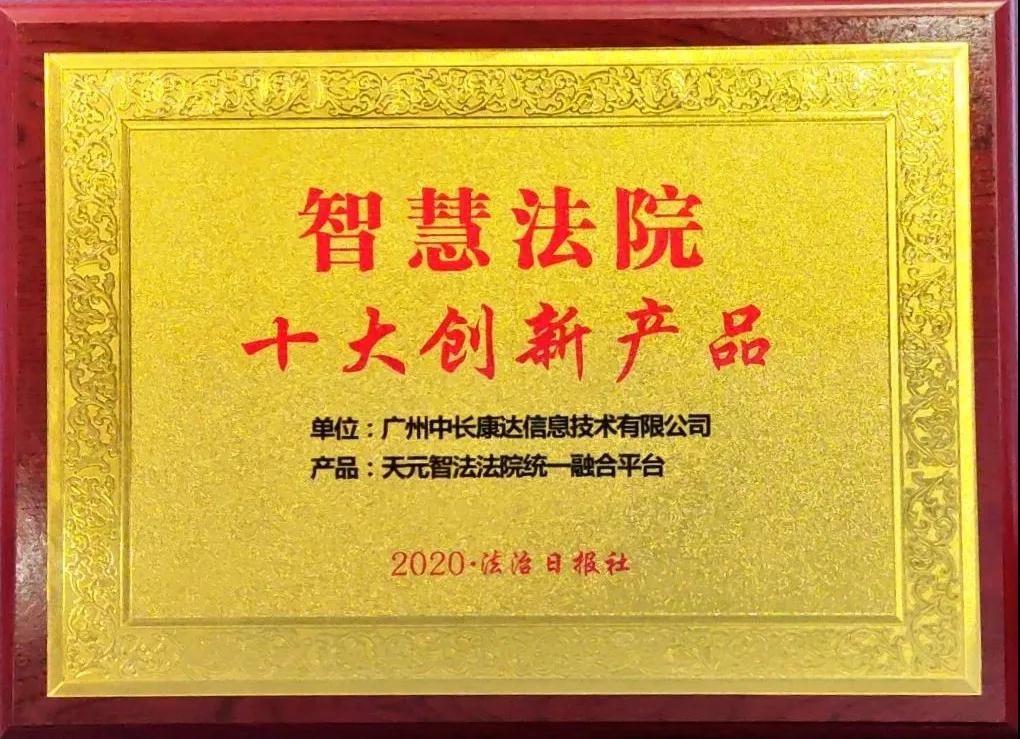 智慧法院
十大创新产品
单位：广州中长康达信息技术有限公司
产品：天元智法法院统一融合平台
2020·法治日报社